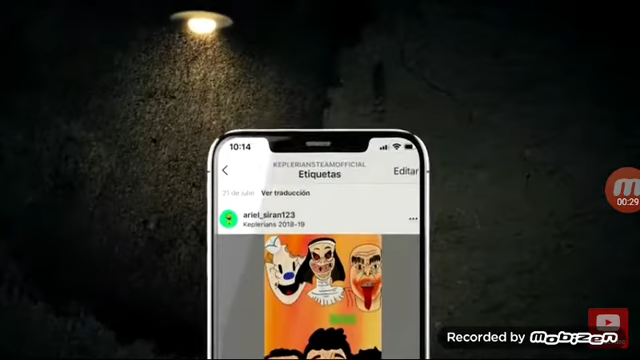 10:14
KEPLERIANSTEAMOFFICIAL
Etiquetas
Editar
21 de julio
Ver traducción
ariel_siran123
Keplerians 2018-19
00:29
Recorded by mobizen